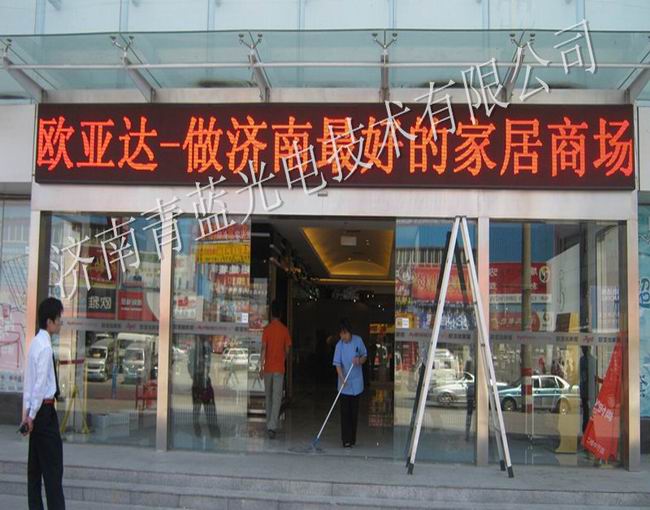 欧亚达-做济南最好的家居商场
济南青蓝光电技术有限公司